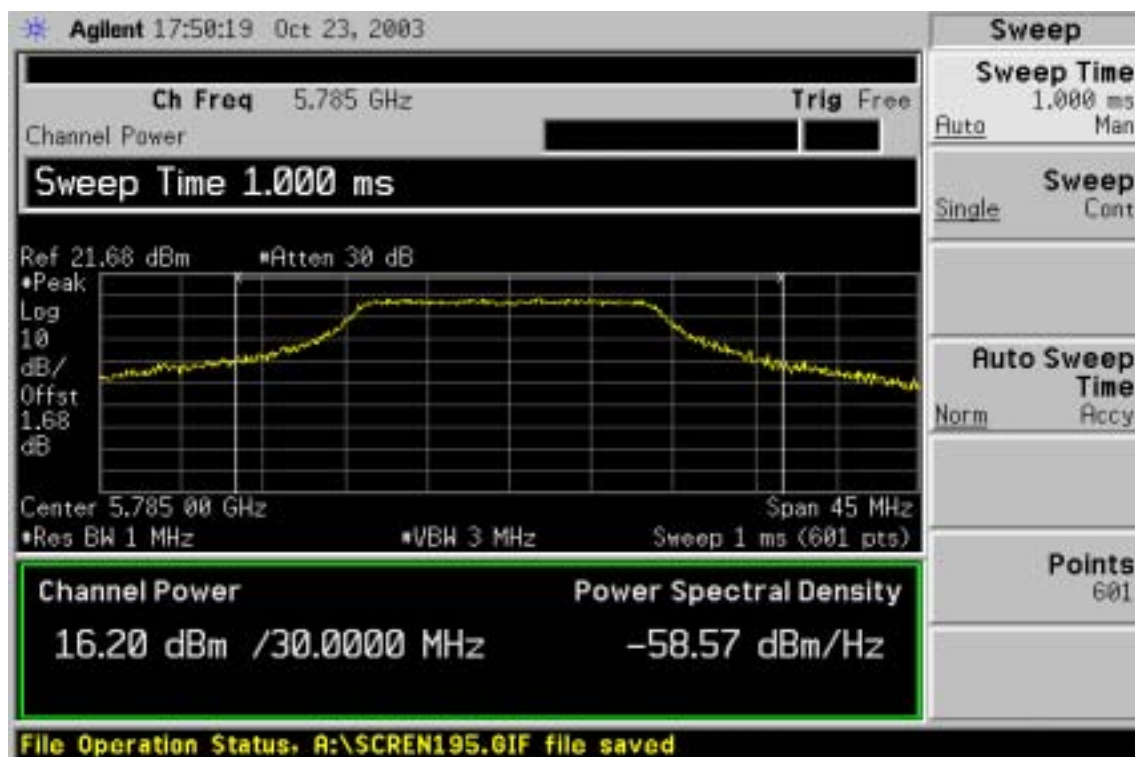 Agilent 17:50:19 Oct 23, 2003
Ch Freq 5.785 GHz Trig Free
Channel Power
Sweep Time 1.000 ms
Ref 21.68 dBm *Atten 30 dB
*Peak
Log
10
dB/
Offst
1.68
dB
Center 5.785 00 GHz Span 45 MHz
*Res BW 1 MHz *VBW 3 MHz Sweep 1 ms (601 pts)
Channel Power Power Spectral Density
16.20 dBm /30.0000 MHz -58.57 dBm/Hz
File Operation Status, A:\SCREN195.GIF file saved
Sweep
Sweep Time
1.000 ms
Auto Man
Sweep
Single Cont
Auto Sweep
Time
Norm Accy
Points
601